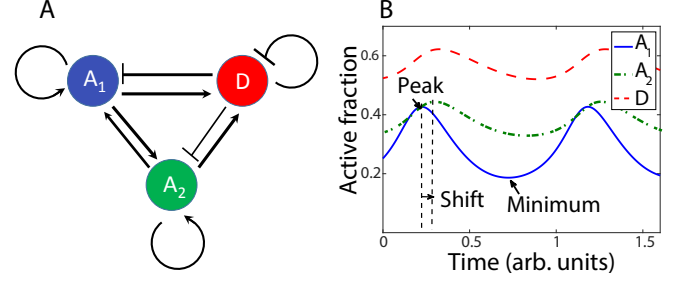 A
A1
D
A2
B
Active fraction
0.6
0.4
0.2
0
0.5
1
1.5
Time (arb. units)
Peak
Shift
Minimum
A1
A2
D